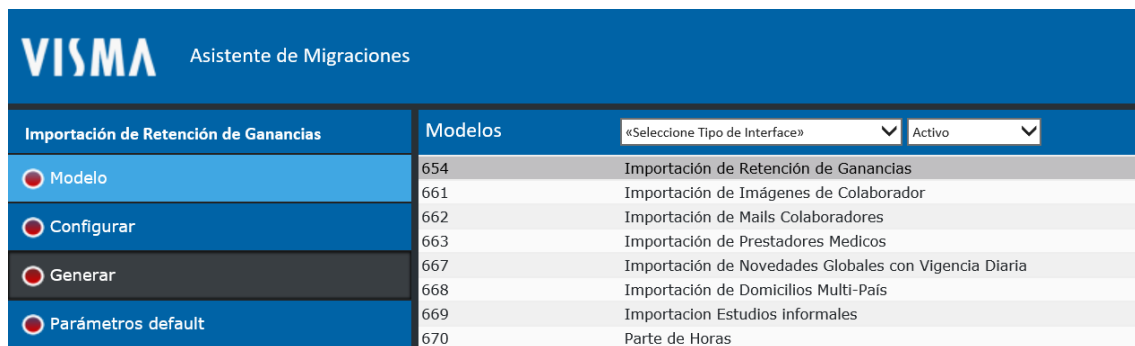 VISMA Asistente de Migraciones
Importación de Retención de Ganancias
Modelo
Configurar
Generar
Parámetros default
Modelos «Seleccione Tipo de Interface» Activo
654 Importación de Retención de Ganancias
661 Importación de Imágenes de Colaborador
662 Importación de Mails Colaboradores
663 Importación de Prestadores Medicos
667 Importación de Novedades Globales con Vigencia Diaria
668 Importación de Domicilios Multi-País
669 Importacion Estudios informales
670 Parte de Horas